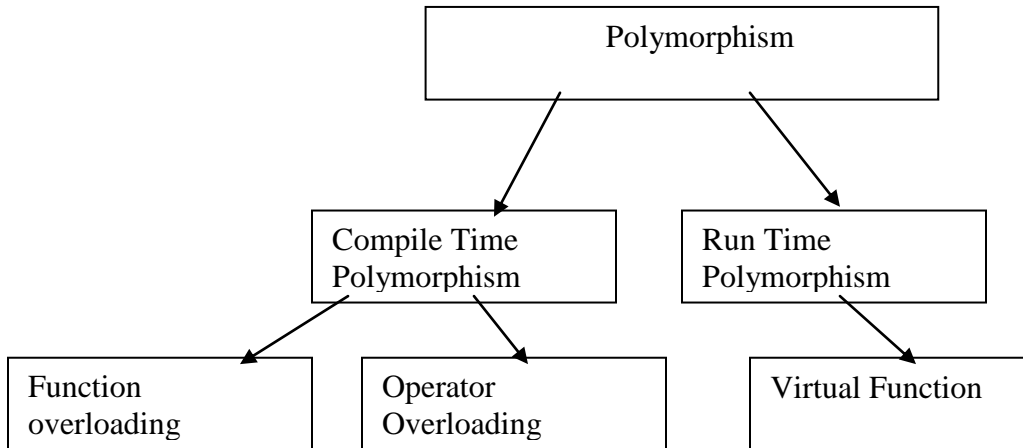 Polymorphism
Compile Time
Polymorphism
Run Time
Polymorphism
Function
overloading
Operator
Overloading
Virtual Function